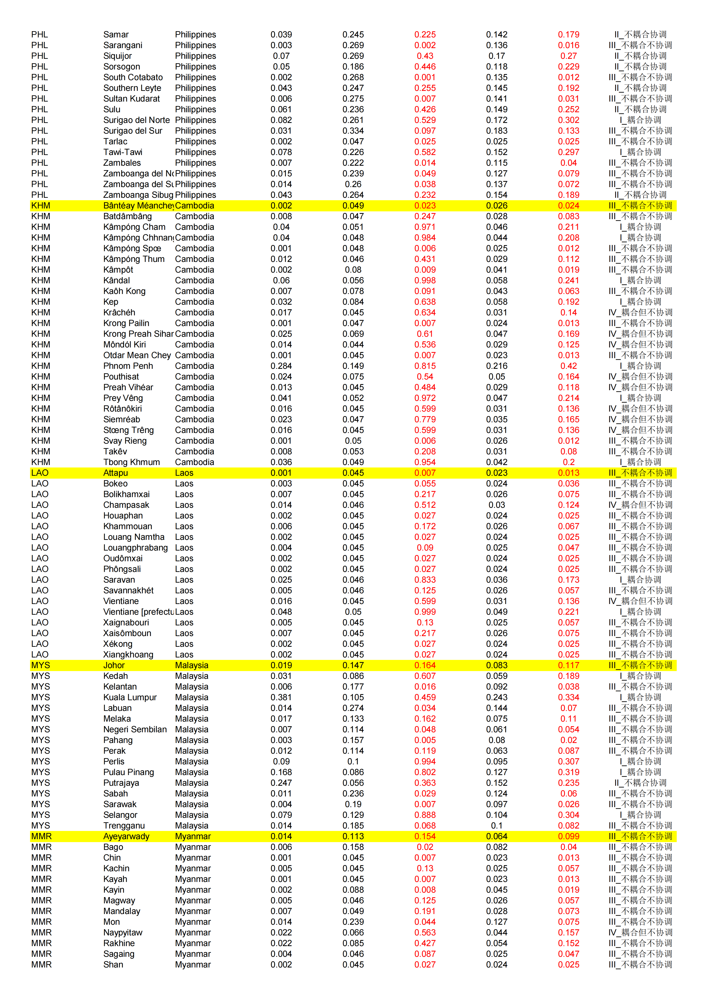 PHL Samar Philippines 0.039 0.245 0.225 0.142 0.179 II_不耦合协调
PHL Sarangani Philippines 0.003 0.269 0.002 0.136 0.016 III_不耦合不协调
PHL Siquijor Philippines 0.07 0.269 0.43 0.17 0.27 II_不耦合协调
PHL Sorsogon Philippines 0.05 0.186 0.446 0.118 0.229 II_不耦合协调
PHL South Cotabato Philippines 0.002 0.268 0.001 0.135 0.012 III_不耦合不协调
PHL Southern Leyte Philippines 0.043 0.247 0.255 0.145 0.192 II_不耦合协调
PHL Sultan Kudarat Philippines 0.006 0.275 0.007 0.141 0.031 III_不耦合不协调
PHL Sulu Philippines 0.061 0.236 0.426 0.149 0.252 II_不耦合协调
PHL Surigao del Norte Philippines 0.082 0.261 0.529 0.172 0.302 I_耦合协调
PHL Surigao del Sur Philippines 0.031 0.334 0.097 0.183 0.133 III_不耦合不协调
PHL Tarlac Philippines 0.002 0.047 0.025 0.025 0.025 III_不耦合不协调
PHL Tawi-Tawi Philippines 0.078 0.226 0.582 0.152 0.297 I_耦合协调
PHL Zambales Philippines 0.007 0.222 0.014 0.115 0.04 III_不耦合不协调
PHL Zamboanga del No Philippines 0.015 0.239 0.049 0.127 0.079 III_不耦合不协调
PHL Zamboanga del Su Philippines 0.014 0.26 0.038 0.137 0.072 III_不耦合不协调
PHL Zamboanga Sibug Philippines 0.043 0.264 0.232 0.154 0.189 II_不耦合协调
KHM Bântéay Méanchey Cambodia 0.002 0.049 0.023 0.026 0.024 III_不耦合不协调
KHM Batdâmbâng Cambodia 0.008 0.047 0.247 0.028 0.083 III_不耦合不协调
KHM Kâmpóng Cham Cambodia 0.04 0.051 0.971 0.046 0.211 I_耦合协调
KHM Kâmpóng Chhnang Cambodia 0.04 0.048 0.984 0.044 0.208 I_耦合协调
KHM Kâmpóng Spœ Cambodia 0.001 0.048 0.006 0.025 0.012 III_不耦合不协调
KHM Kâmpóng Thum Cambodia 0.012 0.046 0.431 0.029 0.112 III_不耦合不协调
KHM Kâmpôt Cambodia 0.002 0.08 0.009 0.041 0.019 III_不耦合不协调
KHM Kândal Cambodia 0.06 0.056 0.998 0.058 0.241 I_耦合协调
KHM Kaôh Kong Cambodia 0.007 0.078 0.091 0.043 0.063 III_不耦合不协调
KHM Kep Cambodia 0.032 0.084 0.638 0.058 0.192 I_耦合协调
KHM Krâchéh Cambodia 0.017 0.045 0.634 0.031 0.14 IV_耦合但不协调
KHM Krong Pailin Cambodia 0.001 0.047 0.007 0.024 0.013 III_不耦合不协调
KHM Krong Preah Sihan Cambodia 0.025 0.069 0.61 0.047 0.169 IV_耦合但不协调
KHM Môndól Kiri Cambodia 0.014 0.044 0.536 0.029 0.125 IV_耦合但不协调
KHM Otdar Mean Chey Cambodia 0.001 0.045 0.007 0.023 0.013 III_不耦合不协调
KHM Phnom Penh Cambodia 0.284 0.149 0.815 0.216 0.42 I_耦合协调
KHM Pouthisat Cambodia 0.024 0.075 0.54 0.05 0.164 IV_耦合但不协调
KHM Preah Vihéar Cambodia 0.013 0.045 0.484 0.029 0.118 IV_耦合但不协调
KHM Prey Vêng Cambodia 0.041 0.052 0.972 0.047 0.214 I_耦合协调
KHM Rôtânôkiri Cambodia 0.016 0.045 0.599 0.031 0.136 IV_耦合但不协调
KHM Siemréab Cambodia 0.023 0.047 0.779 0.035 0.165 IV_耦合但不协调
KHM Stœng Trêng Cambodia 0.016 0.045 0.599 0.031 0.136 IV_耦合但不协调
KHM Svay Rieng Cambodia 0.001 0.05 0.006 0.026 0.012 III_不耦合不协调
KHM Takêv Cambodia 0.008 0.053 0.208 0.031 0.08 III_不耦合不协调
KHM Tbong Khmum Cambodia 0.036 0.049 0.954 0.042 0.2 I_耦合协调
LAO Attapu Laos 0.001 0.045 0.007 0.023 0.013 III_不耦合不协调
LAO Bokeo Laos 0.003 0.045 0.055 0.024 0.036 III_不耦合不协调
LAO Bolikhamxai Laos 0.007 0.045 0.217 0.026 0.075 III_不耦合不协调
LAO Champasak Laos 0.014 0.046 0.512 0.03 0.124 IV_耦合但不协调
LAO Houaphan Laos 0.002 0.045 0.027 0.024 0.025 III_不耦合不协调
LAO Khammouan Laos 0.006 0.045 0.172 0.026 0.067 III_不耦合不协调
LAO Louang Namtha Laos 0.002 0.045 0.027 0.024 0.025 III_不耦合不协调
LAO Louangphrabang Laos 0.004 0.045 0.09 0.025 0.047 III_不耦合不协调
LAO Oudômxai Laos 0.002 0.045 0.027 0.024 0.025 III_不耦合不协调
LAO Phôngsali Laos 0.002 0.045 0.027 0.024 0.025 III_不耦合不协调
LAO Saravan Laos 0.025 0.046 0.833 0.036 0.173 I_耦合协调
LAO Savannakhét Laos 0.005 0.046 0.125 0.026 0.057 III_不耦合不协调
LAO Vientiane Laos 0.016 0.045 0.599 0.031 0.136 IV_耦合但不协调
LAO Vientiane [prefectu Laos 0.048 0.05 0.999 0.049 0.221 I_耦合协调
LAO Xaignabouri Laos 0.005 0.045 0.13 0.025 0.057 III_不耦合不协调
LAO Xaisômboun Laos 0.007 0.045 0.217 0.026 0.075 III_不耦合不协调
LAO Xékong Laos 0.002 0.045 0.027 0.024 0.025 III_不耦合不协调
LAO Xiangkhoang Laos 0.002 0.045 0.027 0.024 0.025 III_不耦合不协调
MYS Johor Malaysia 0.019 0.147 0.164 0.083 0.117 III_不耦合不协调
MYS Kedah Malaysia 0.031 0.086 0.607 0.059 0.189 I_耦合协调
MYS Kelantan Malaysia 0.006 0.177 0.016 0.092 0.038 III_不耦合不协调
MYS Kuala Lumpur Malaysia 0.381 0.105 0.459 0.243 0.334 I_耦合协调
MYS Labuan Malaysia 0.014 0.274 0.034 0.144 0.07 III_不耦合不协调
MYS Melaka Malaysia 0.017 0.133 0.162 0.075 0.11 III_不耦合不协调
MYS Negeri Sembilan Malaysia 0.007 0.114 0.048 0.061 0.054 III_不耦合不协调
MYS Pahang Malaysia 0.003 0.157 0.005 0.08 0.02 III_不耦合不协调
MYS Perak Malaysia 0.012 0.114 0.119 0.063 0.087 III_不耦合不协调
MYS Perlis Malaysia 0.09 0.1 0.994 0.095 0.307 I_耦合协调
MYS Pulau Pinang Malaysia 0.168 0.086 0.802 0.127 0.319 I_耦合协调
MYS Putrajaya Malaysia 0.247 0.056 0.363 0.152 0.235 II_不耦合协调
MYS Sabah Malaysia 0.011 0.236 0.029 0.124 0.06 III_不耦合不协调
MYS Sarawak Malaysia 0.004 0.19 0.007 0.097 0.026 III_不耦合不协调
MYS Selangor Malaysia 0.079 0.129 0.888 0.104 0.304 I_耦合协调
MYS Trengganu Malaysia 0.014 0.185 0.068 0.1 0.082 III_不耦合不协调
MMR Ayeyarwady Myanmar 0.014 0.113 0.154 0.064 0.099 III_不耦合不协调
MMR Bago Myanmar 0.006 0.158 0.02 0.082 0.04 III_不耦合不协调
MMR Chin Myanmar 0.001 0.045 0.007 0.023 0.013 III_不耦合不协调
MMR Kachin Myanmar 0.005 0.045 0.13 0.025 0.057 III_不耦合不协调
MMR Kayah Myanmar 0.001 0.045 0.007 0.023 0.013 III_不耦合不协调
MMR Kayin Myanmar 0.002 0.088 0.008 0.045 0.019 III_不耦合不协调
MMR Magway Myanmar 0.005 0.046 0.125 0.026 0.057 III_不耦合不协调
MMR Mandalay Myanmar 0.007 0.049 0.191 0.028 0.073 III_不耦合不协调
MMR Mon Myanmar 0.014 0.239 0.044 0.127 0.075 III_不耦合不协调
MMR Naypyitaw Myanmar 0.022 0.066 0.563 0.044 0.157 IV_耦合但不协调
MMR Rakhine Myanmar 0.022 0.085 0.427 0.054 0.152 III_不耦合不协调
MMR Sagaing Myanmar 0.004 0.046 0.087 0.025 0.047 III_不耦合不协调
MMR Shan Myanmar 0.002 0.045 0.027 0.024 0.025 III_不耦合不协调